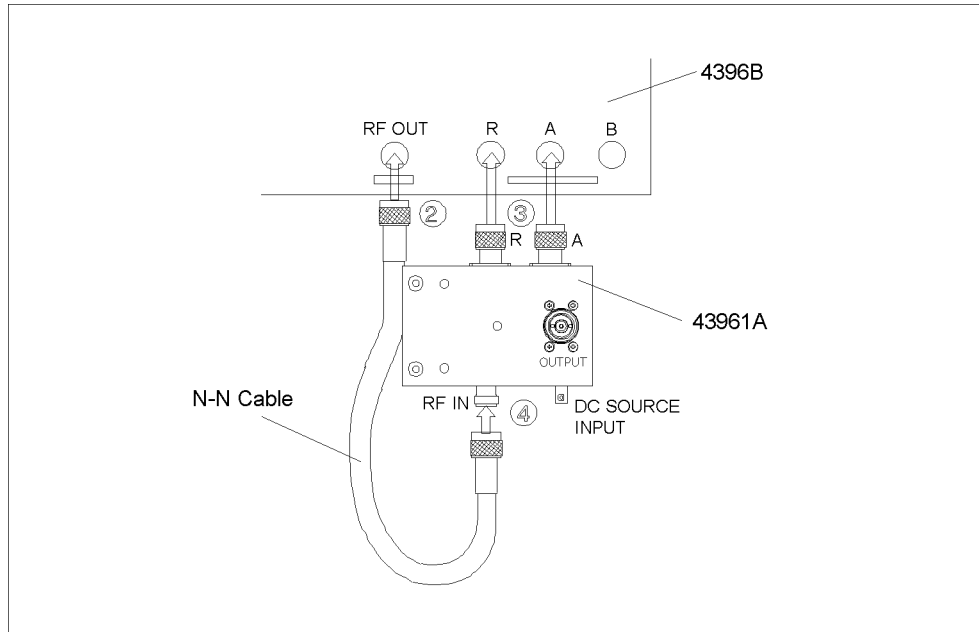 4396B
RF OUT
R
A
B
②
③
R
A
43961A
OUTPUT
N-N Cable
RF IN
④
DC SOURCE
INPUT